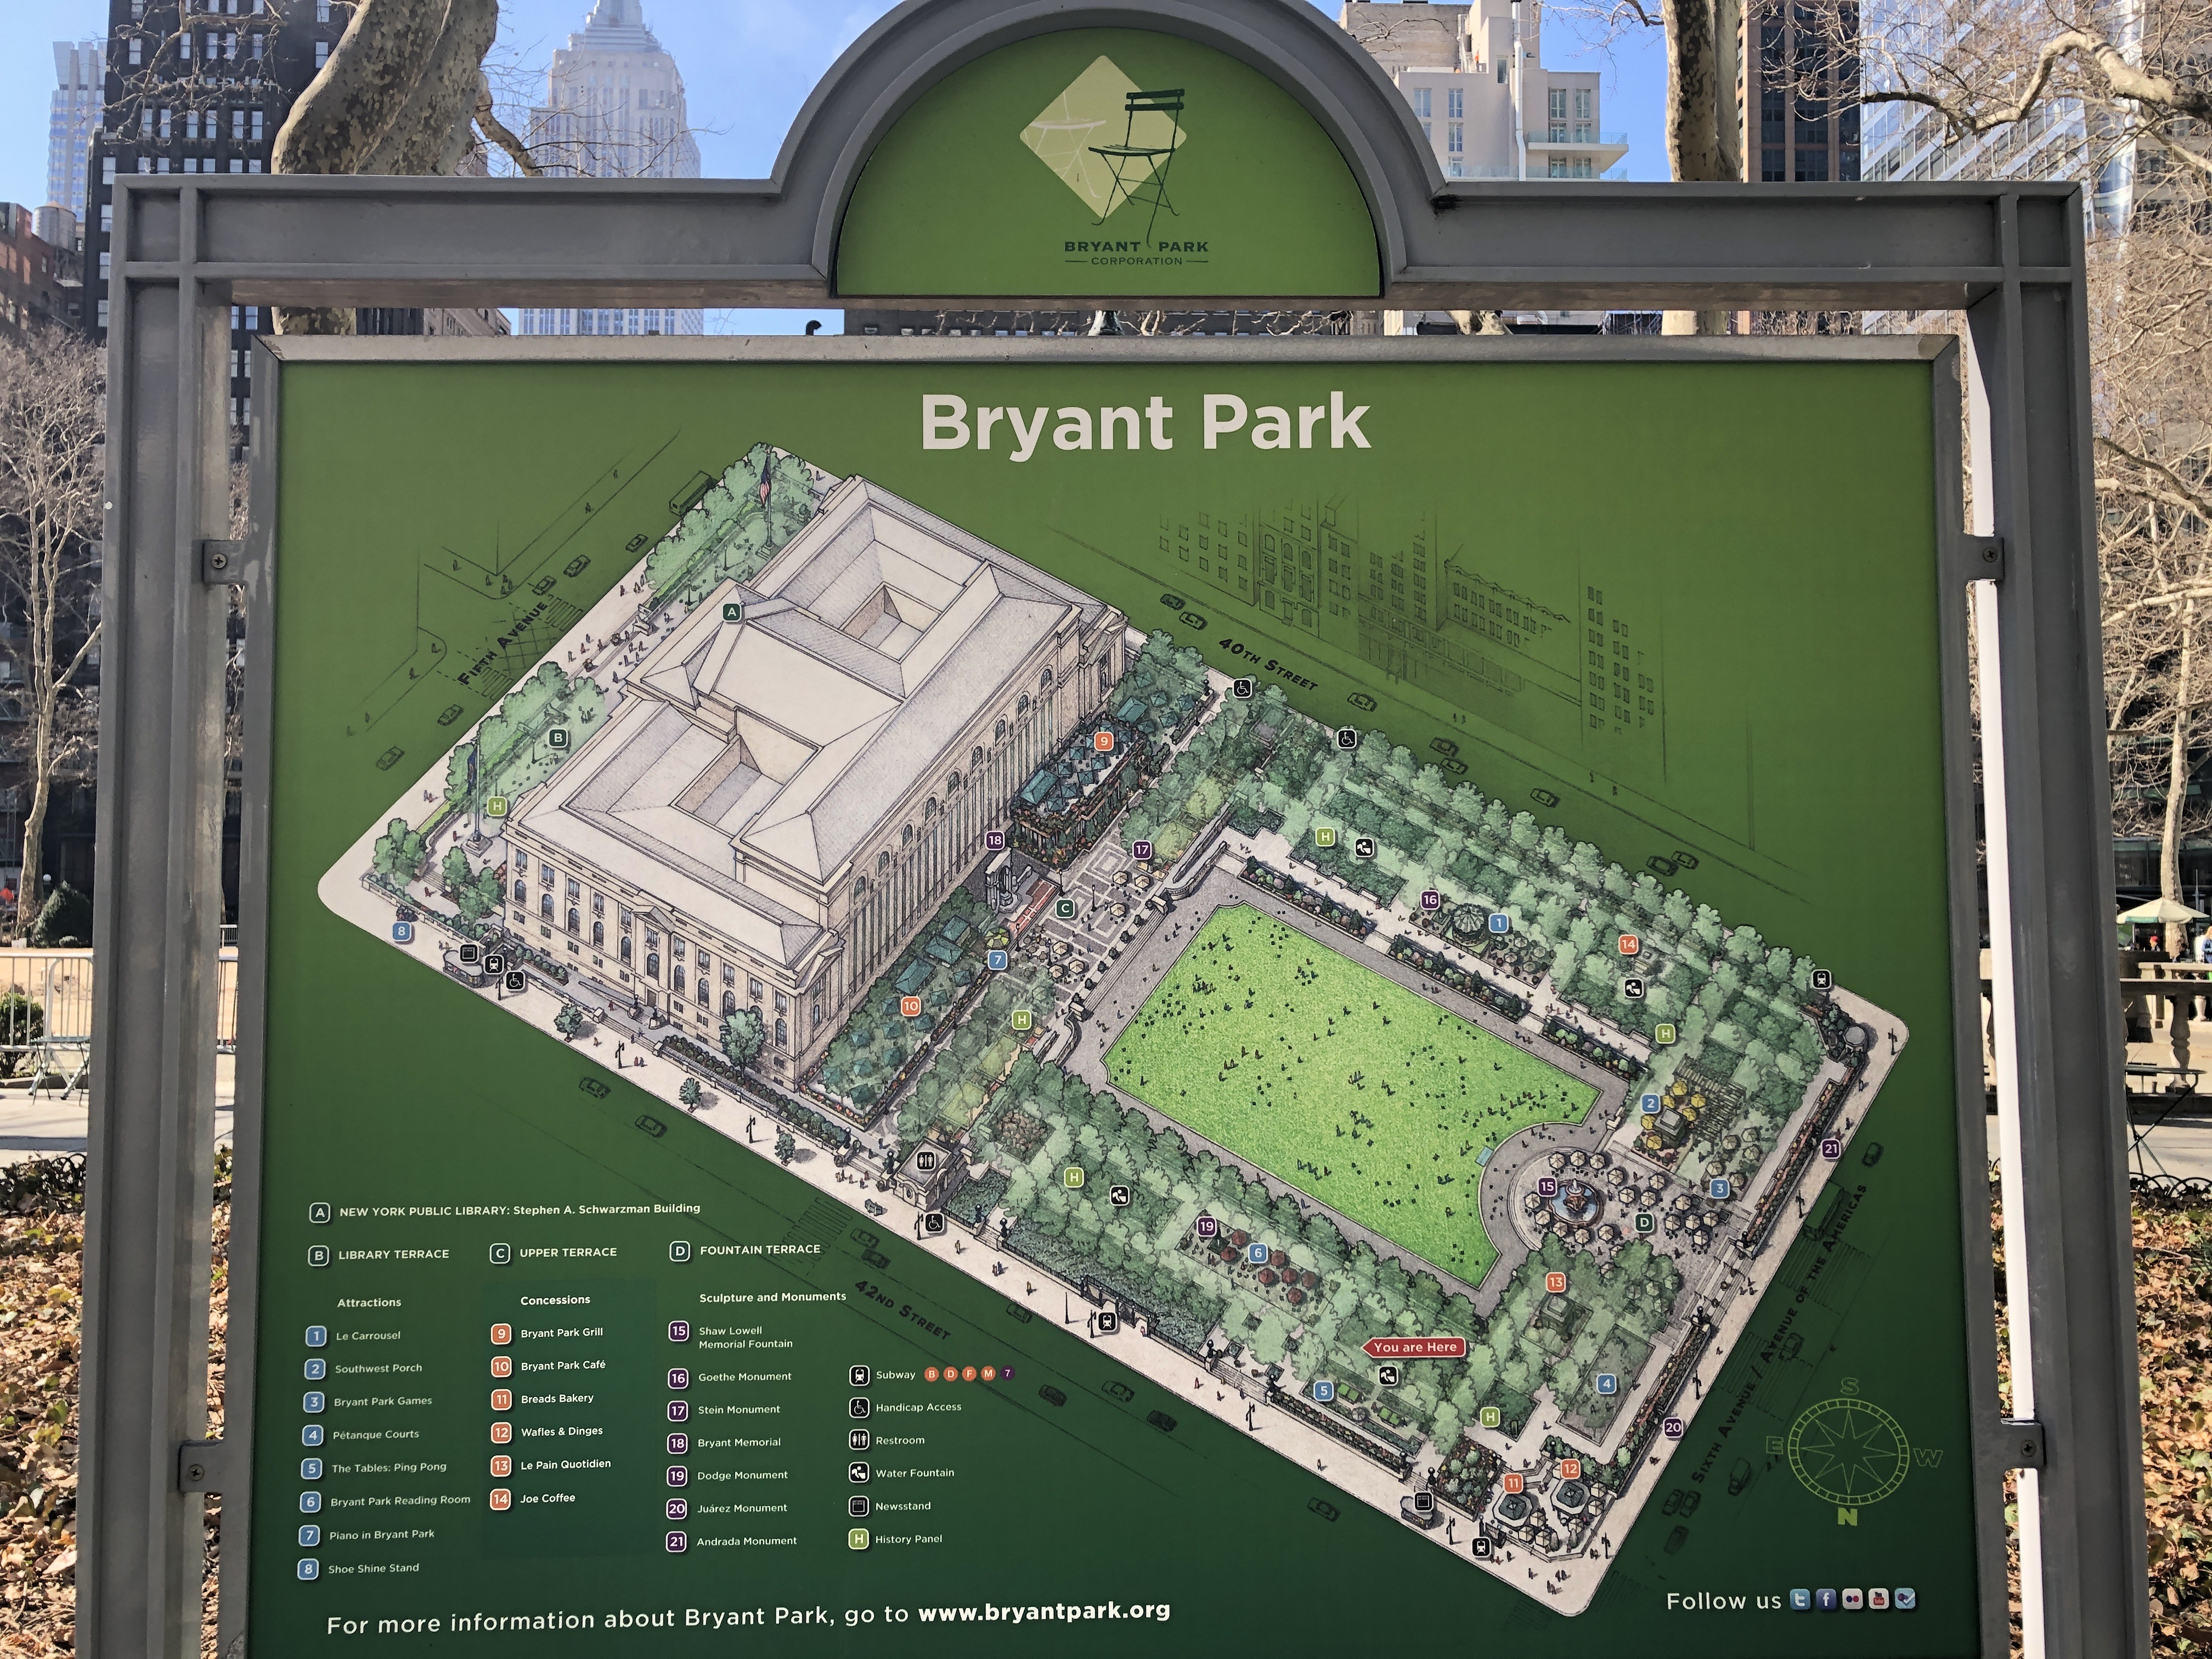 BRYANT PARK
CORPORATION
Bryant Park
FIFTH AVENUE
40TH STREET
A
B
H
9
18
17
C
7
10
H
8
H
16
1
14
H
2
21
3
15
D
H
19
6
13
You are Here
5
4
H
20
11
12
42ND STREET
SIXTH AVENUE / AVENUE OF THE AMERICAS
S
E
W
N
A NEW YORK PUBLIC LIBRARY: Stephen A. Schwarzman Building
B LIBRARY TERRACE
C UPPER TERRACE
D FOUNTAIN TERRACE
Attractions
1 Le Carrousel
2 Southwest Porch
3 Bryant Park Games
4 Pétanque Courts
5 The Tables: Ping Pong
6 Bryant Park Reading Room
7 Piano in Bryant Park
8 Shoe Shine Stand
Concessions
9 Bryant Park Grill
10 Bryant Park Café
11 Breads Bakery
12 Wafles & Dinges
13 Le Pain Quotidien
14 Joe Coffee
Sculpture and Monuments
15 Shaw Lowell
Memorial Fountain
16 Goethe Monument
17 Stein Monument
18 Bryant Memorial
19 Dodge Monument
20 Juárez Monument
21 Andrada Monument
Subway B D F M 7
Handicap Access
Restroom
Water Fountain
Newsstand
H History Panel
For more information about Bryant Park, go to www.bryantpark.org
Follow us